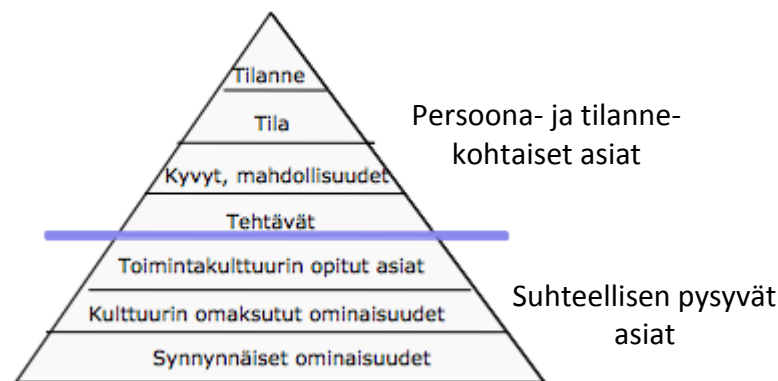 Tilanne
Tila
Persoona- ja tilanne-
kohtaiset asiat
Kyvyt, mahdollisuudet
Tehtävät
Toimintakulttuurin opitut asiat
Suhteellisen pysyvät
asiat
Kulttuurin omaksutut ominaisuudet
Synnynnäiset ominaisuudet